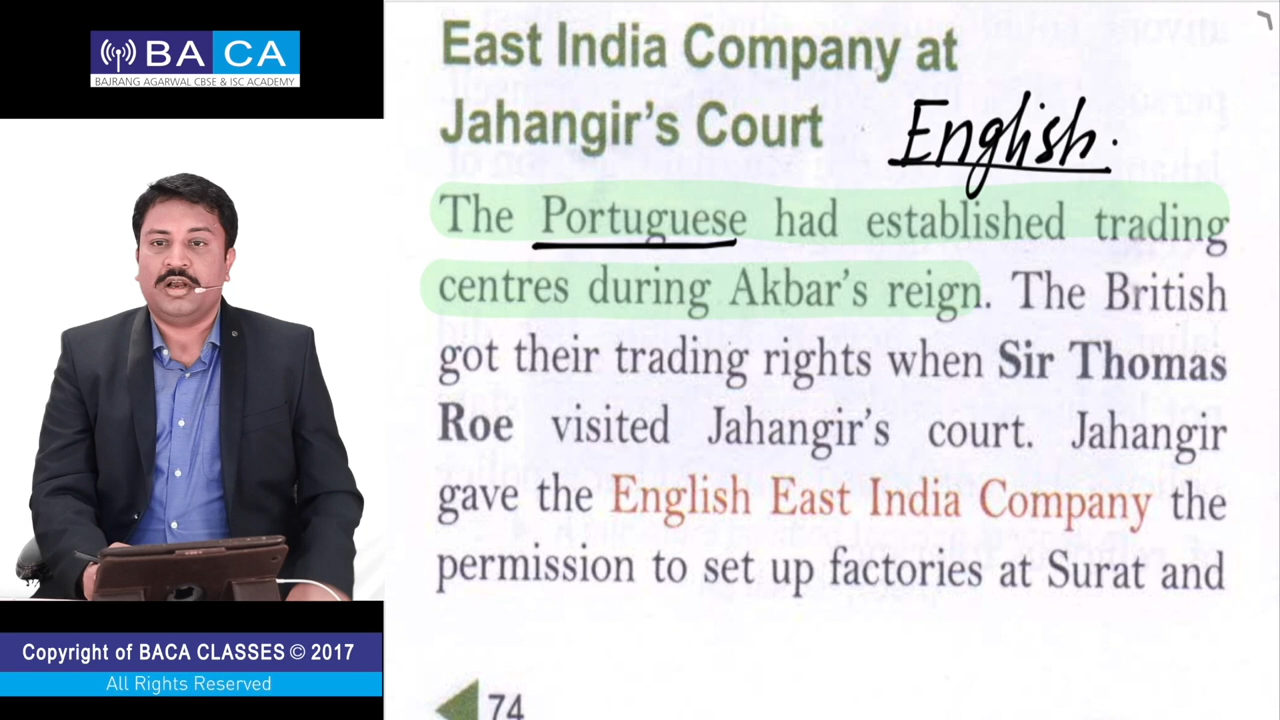 BACA
BAJRANG AGARWAL CBSE & ISC ACADEMY
East India Company at
Jahangir's Court
English.
The Portuguese had established trading
centres during Akbar's reign. The British
got their trading rights when Sir Thomas
Roe visited Jahangir's court. Jahangir
gave the English East India Company the
permission to set up factories at Surat and
74
Copyright of BACA CLASSES © 2017
All Rights Reserved